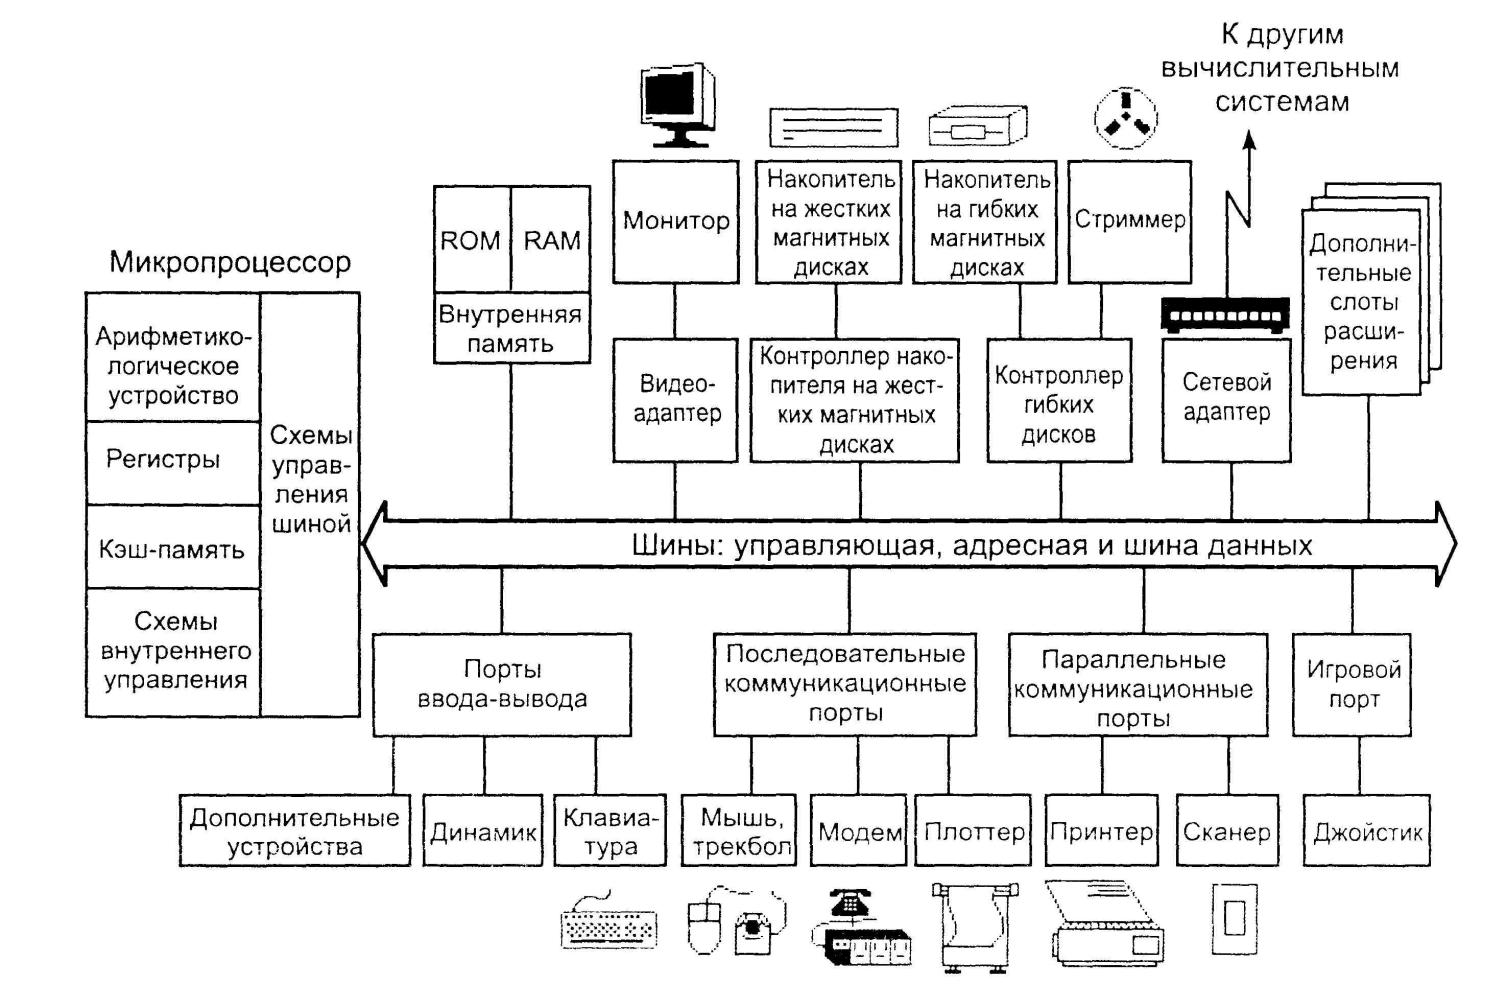 К другим
вычислительным
системам
Монитор
Накопитель
на жестких
магнитных
дисках
Накопитель
на гибких
магнитных
дисках
Стриммер
ROM
RAM
Внутренняя
память
Дополни-
тельные
слоты
расши-
рения
Микропроцессор
Арифметико-
логическое
устройство
Регистры
Кэш-память
Схемы
внутреннего
управления
Схемы
управ-
ления
шиной
Видео-
адаптер
Контроллер нако-
пителя на жест-
ких магнитных
дисках
Контроллер
гибких
дисков
Сетевой
адаптер
Шины: управляющая, адресная и шина данных
Порты
ввода-вывода
Последовательные
коммуникационные
порты
Параллельные
коммуникационные
порты
Игровой
порт
Дополнительные
устройства
Динамик
Клавиа-
тура
Мышь,
трекбол
Модем
Плоттер
Принтер
Сканер
Джойстик